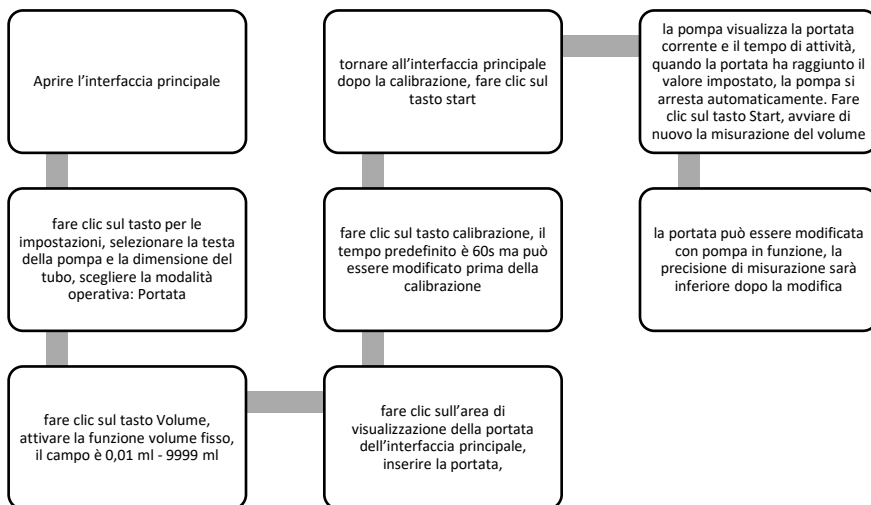 Aprire l’interfaccia principale
fare clic sul tasto per le
impostazioni, selezionare la testa
della pompa e la dimensione del
tubo, scegliere la modalità
operativa: Portata
fare clic sul tasto Volume,
attivare la funzione volume fisso,
il campo è 0,01 ml - 9999 ml
fare clic sull’area di
visualizzazione della portata
dell’interfaccia principale,
inserire la portata,
fare clic sul tasto calibrazione, il
tempo predefinito è 60s ma può
essere modificato prima della
calibrazione
tornare all’interfaccia principale
dopo la calibrazione, fare clic sul
tasto start
la pompa visualizza la portata
corrente e il tempo di attività,
quando la portata ha raggiunto il
valore impostato, la pompa si
arresta automaticamente. Fare
clic sul tasto Start, avviare di
nuovo la misurazione del volume
la portata può essere modificata
con pompa in funzione, la
precisione di misurazione sarà
inferiore dopo la modifica